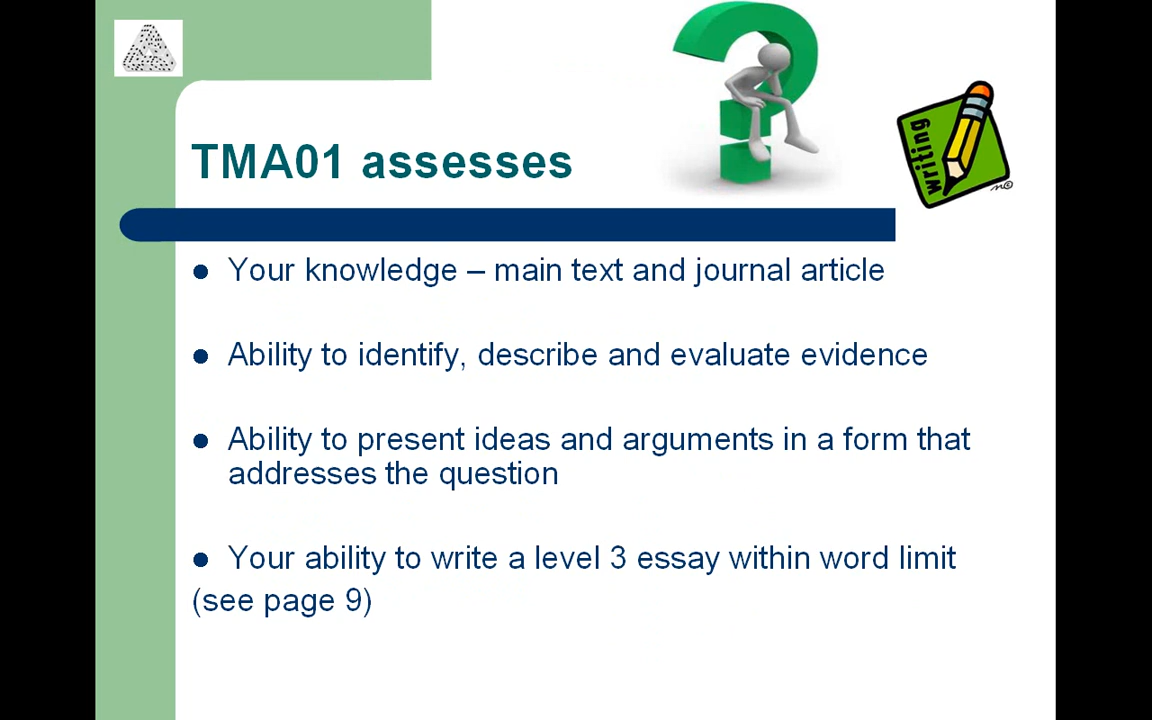 TMA01 assesses
writing
● Your knowledge – main text and journal article
● Ability to identify, describe and evaluate evidence
● Ability to present ideas and arguments in a form that
addresses the question
● Your ability to write a level 3 essay within word limit
(see page 9)